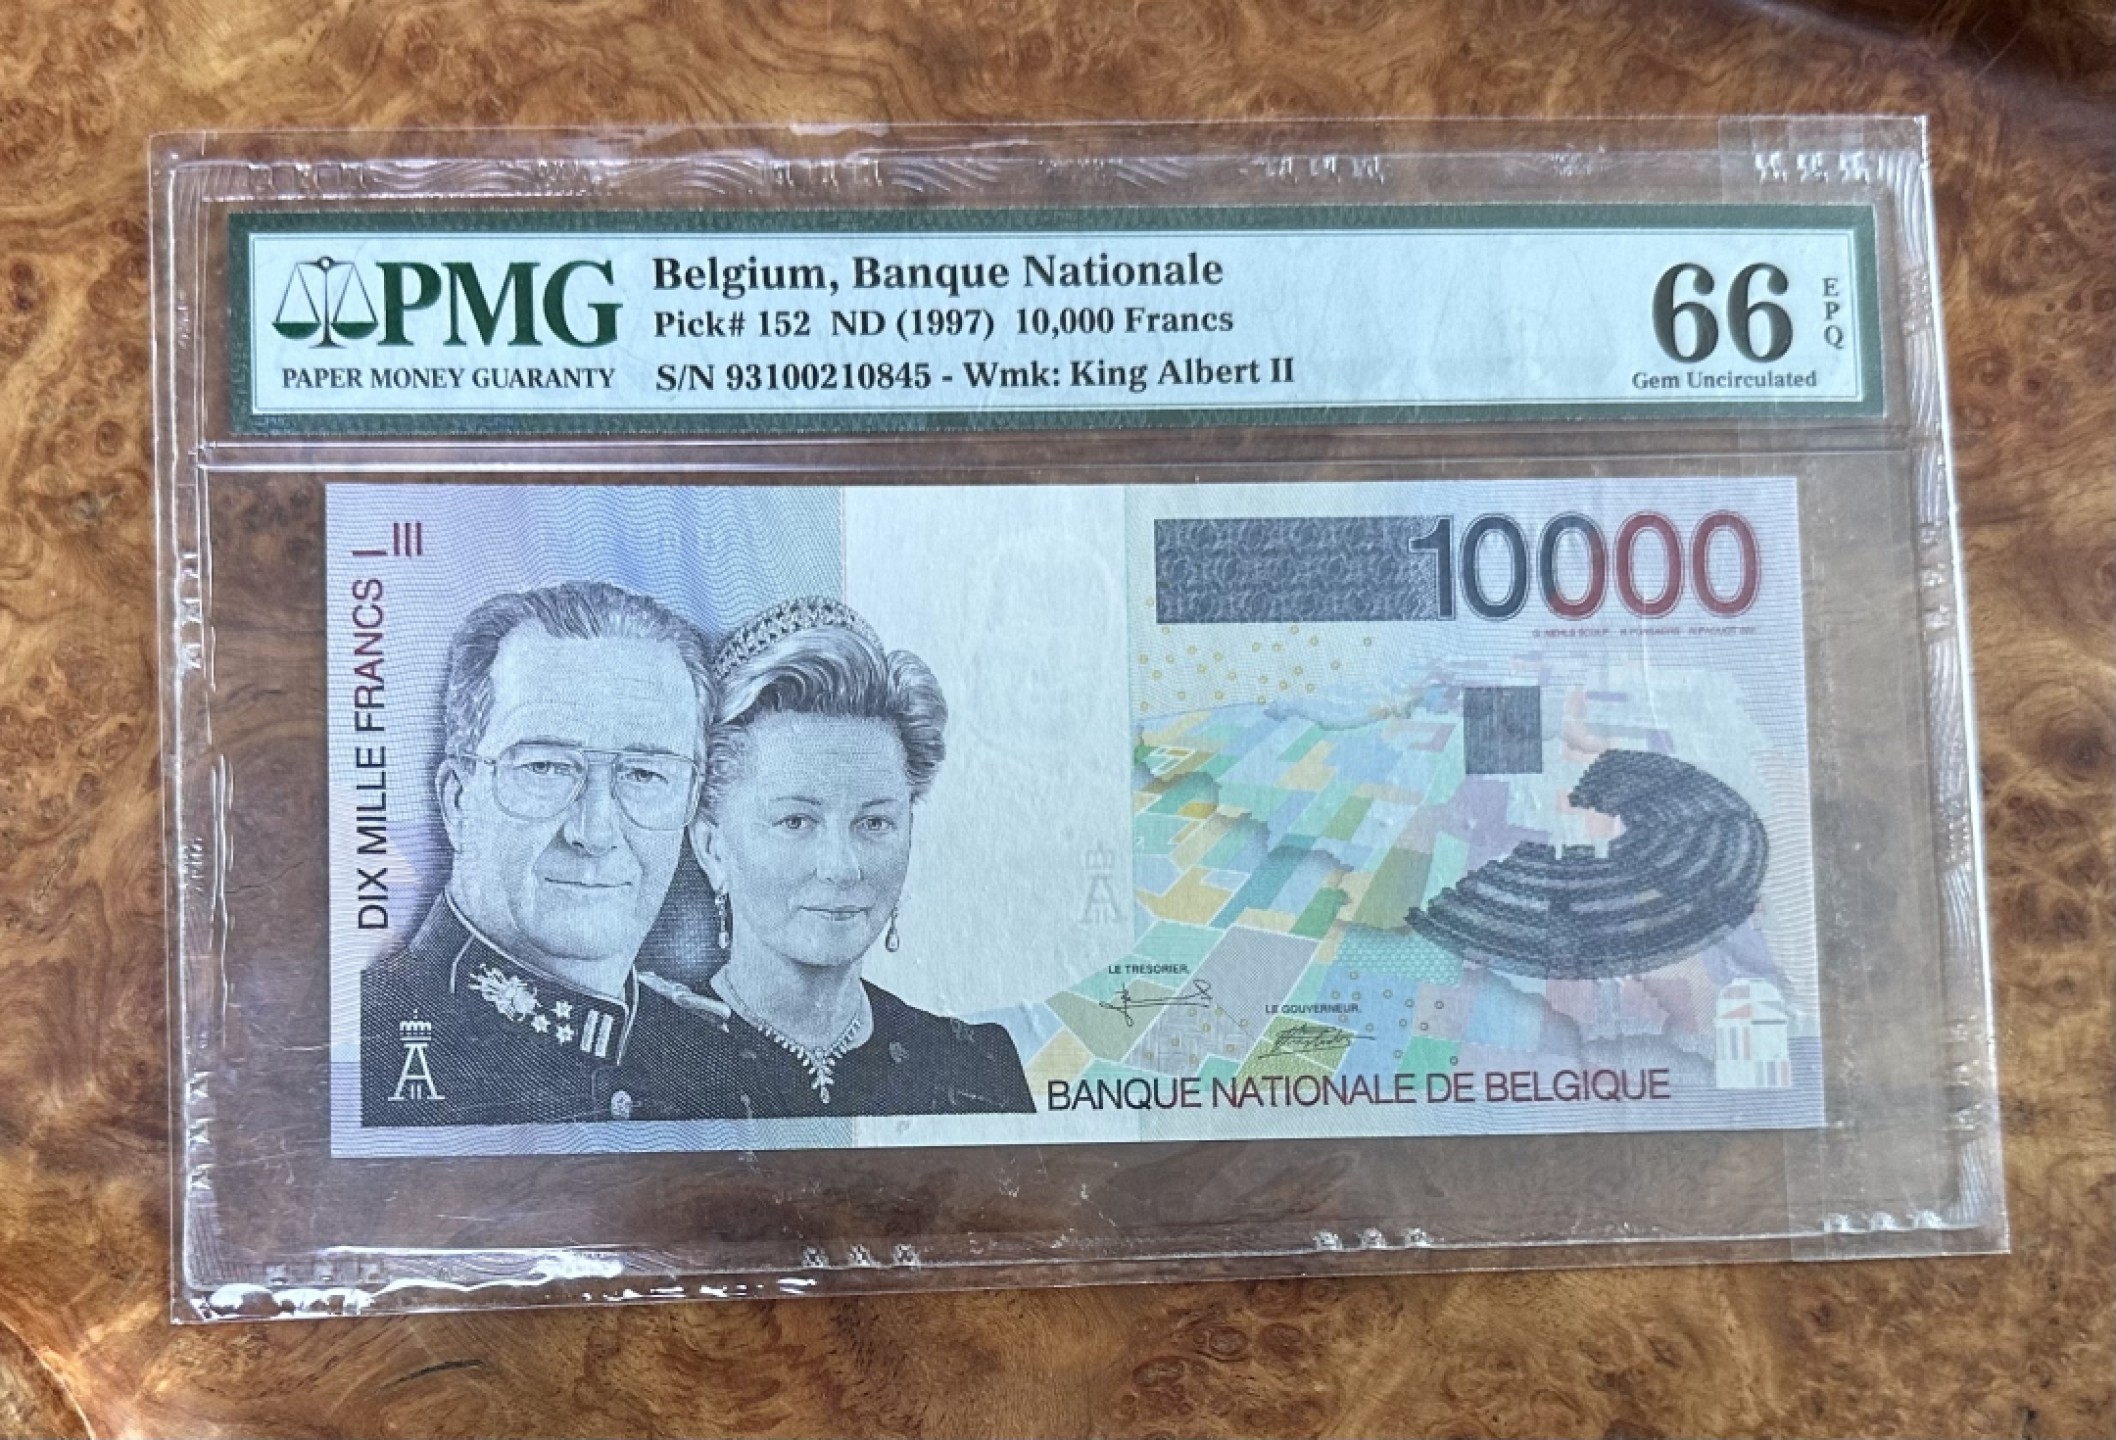 PMG
PAPER MONEY GUARANTY
Belgium, Banque Nationale
Pick# 152 ND (1997) 10,000 Francs
S/N 93100210845 - Wmk: King Albert II
66
EPQ
Gem Uncirculated
DIX MILLE FRANCS
10000
A
II
LE TRESORIER,
LE GOUVERNEUR,
BANQUE NATIONALE DE BELGIQUE